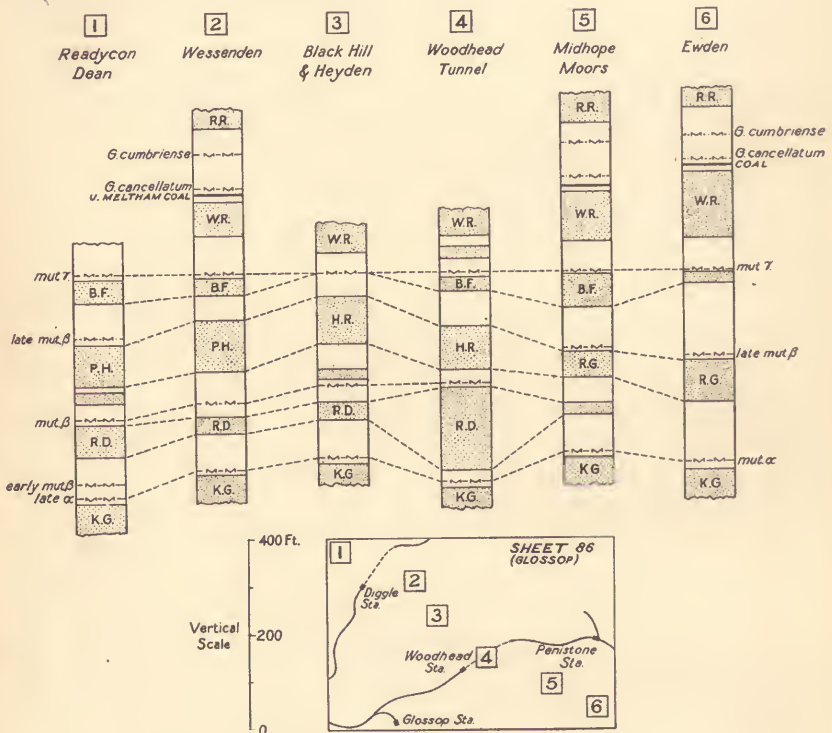 1
Readycon
Dean
2
Wessenden
3
Black Hill
& Heyden
4
Woodhead
Tunnel
5
Midhope
Moors
6
Ewden
R.R.
G. cumbriense
G. cancellatum
U. MELTHAM COAL
W.R.
B.F.
P.H.
R.D.
K.G.
mut γ.
B.F.
late mut. β
P.H.
mut. β
R.D.
early mut β
late α
K.G.
W.R.
H.R.
R.D.
K.G.
W.R.
B.F.
H.R.
R.D.
K.G.
R.R.
W.R.
B.F.
R.G.
K.G
R.R.
G. cumbriense
G. cancellatum
COAL
W.R.
mut γ.
late mut β
R.G.
mut. α
K.G.
400 Ft.
Vertical
Scale
200
0
SHEET 86
(GLOSSOP)
1
Diggle
Sta.
2
3
Woodhead
Sta.
4
Penistone
Sta.
5
6
Glossop Sta.